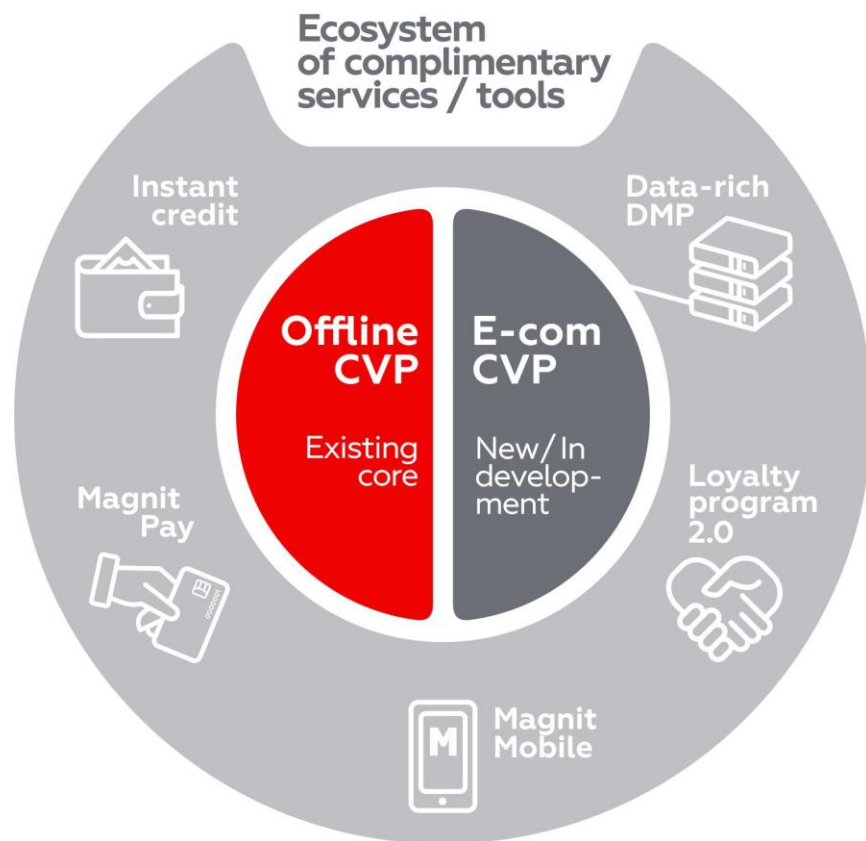 Ecosystem
of complimentary
services / tools
Instant
credit
Data-rich
DMP
Offline
CVP
Existing
core
E-com
CVP
New/In
develop-
ment
Magnit
Pay
Loyalty
program
2.0
M
Magnit
Mobile